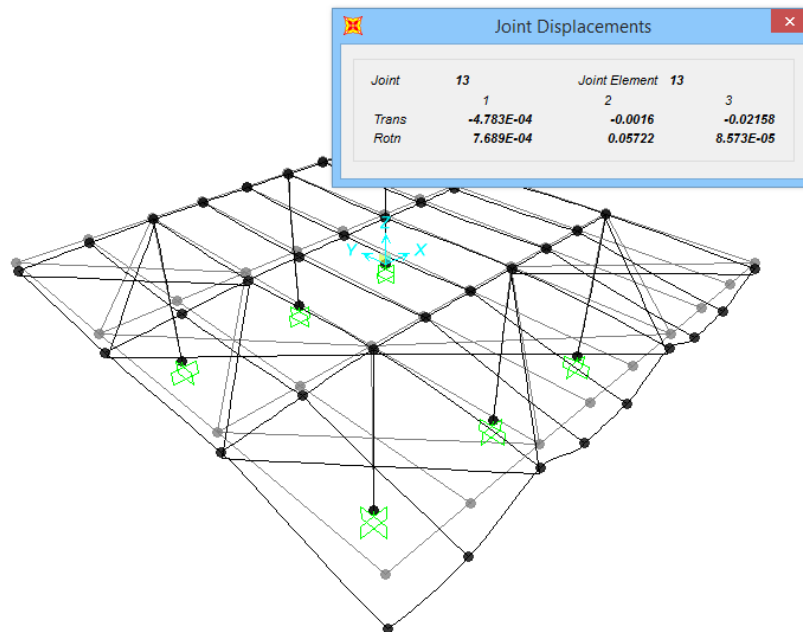 Joint Displacements
Joint 13 Joint Element 13
1 2 3
Trans -4.783E-04 -0.0016 -0.02158
Rotn 7.689E-04 0.05722 8.573E-05
Z
Y X